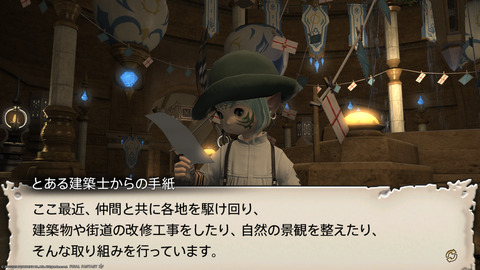 とある建築士からの手紙
ここ最近、仲間と共に各地を駆け回り、
建築物や街道の改修工事をしたり、自然の景観を整えたり、
そんな取り組みを行っています。